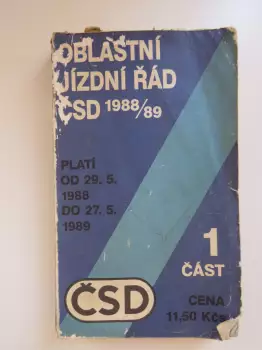 OBLASTNÍ
JÍZDNÍ ŘÁD
ČSD 1988/89
PLATÍ
OD 29. 5.
1988
DO 27. 5.
1989
1
ČÁST
ČSD
CENA
11,50 Kčs